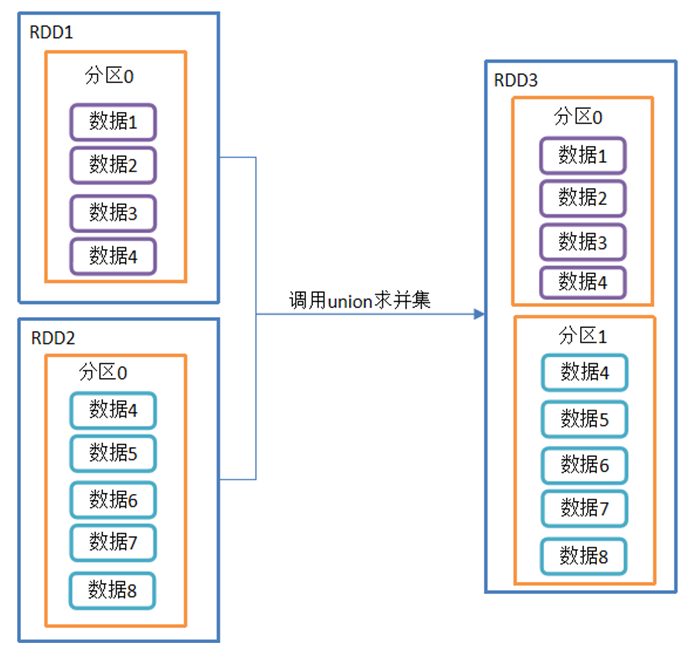 RDD1
分区0
数据1
数据2
数据3
数据4
RDD2
分区0
数据4
数据5
数据6
数据7
数据8
调用union求并集
RDD3
分区0
数据1
数据2
数据3
数据4
分区1
数据4
数据5
数据6
数据7
数据8